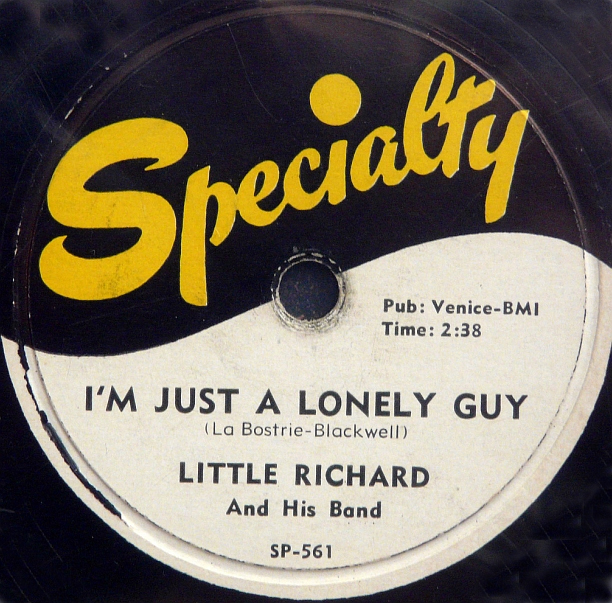 Specialty
Pub: Venice-BMI
Time: 2:38
I'M JUST A LONELY GUY
(La Bostrie-Blackwell)
LITTLE RICHARD
And His Band
SP-561